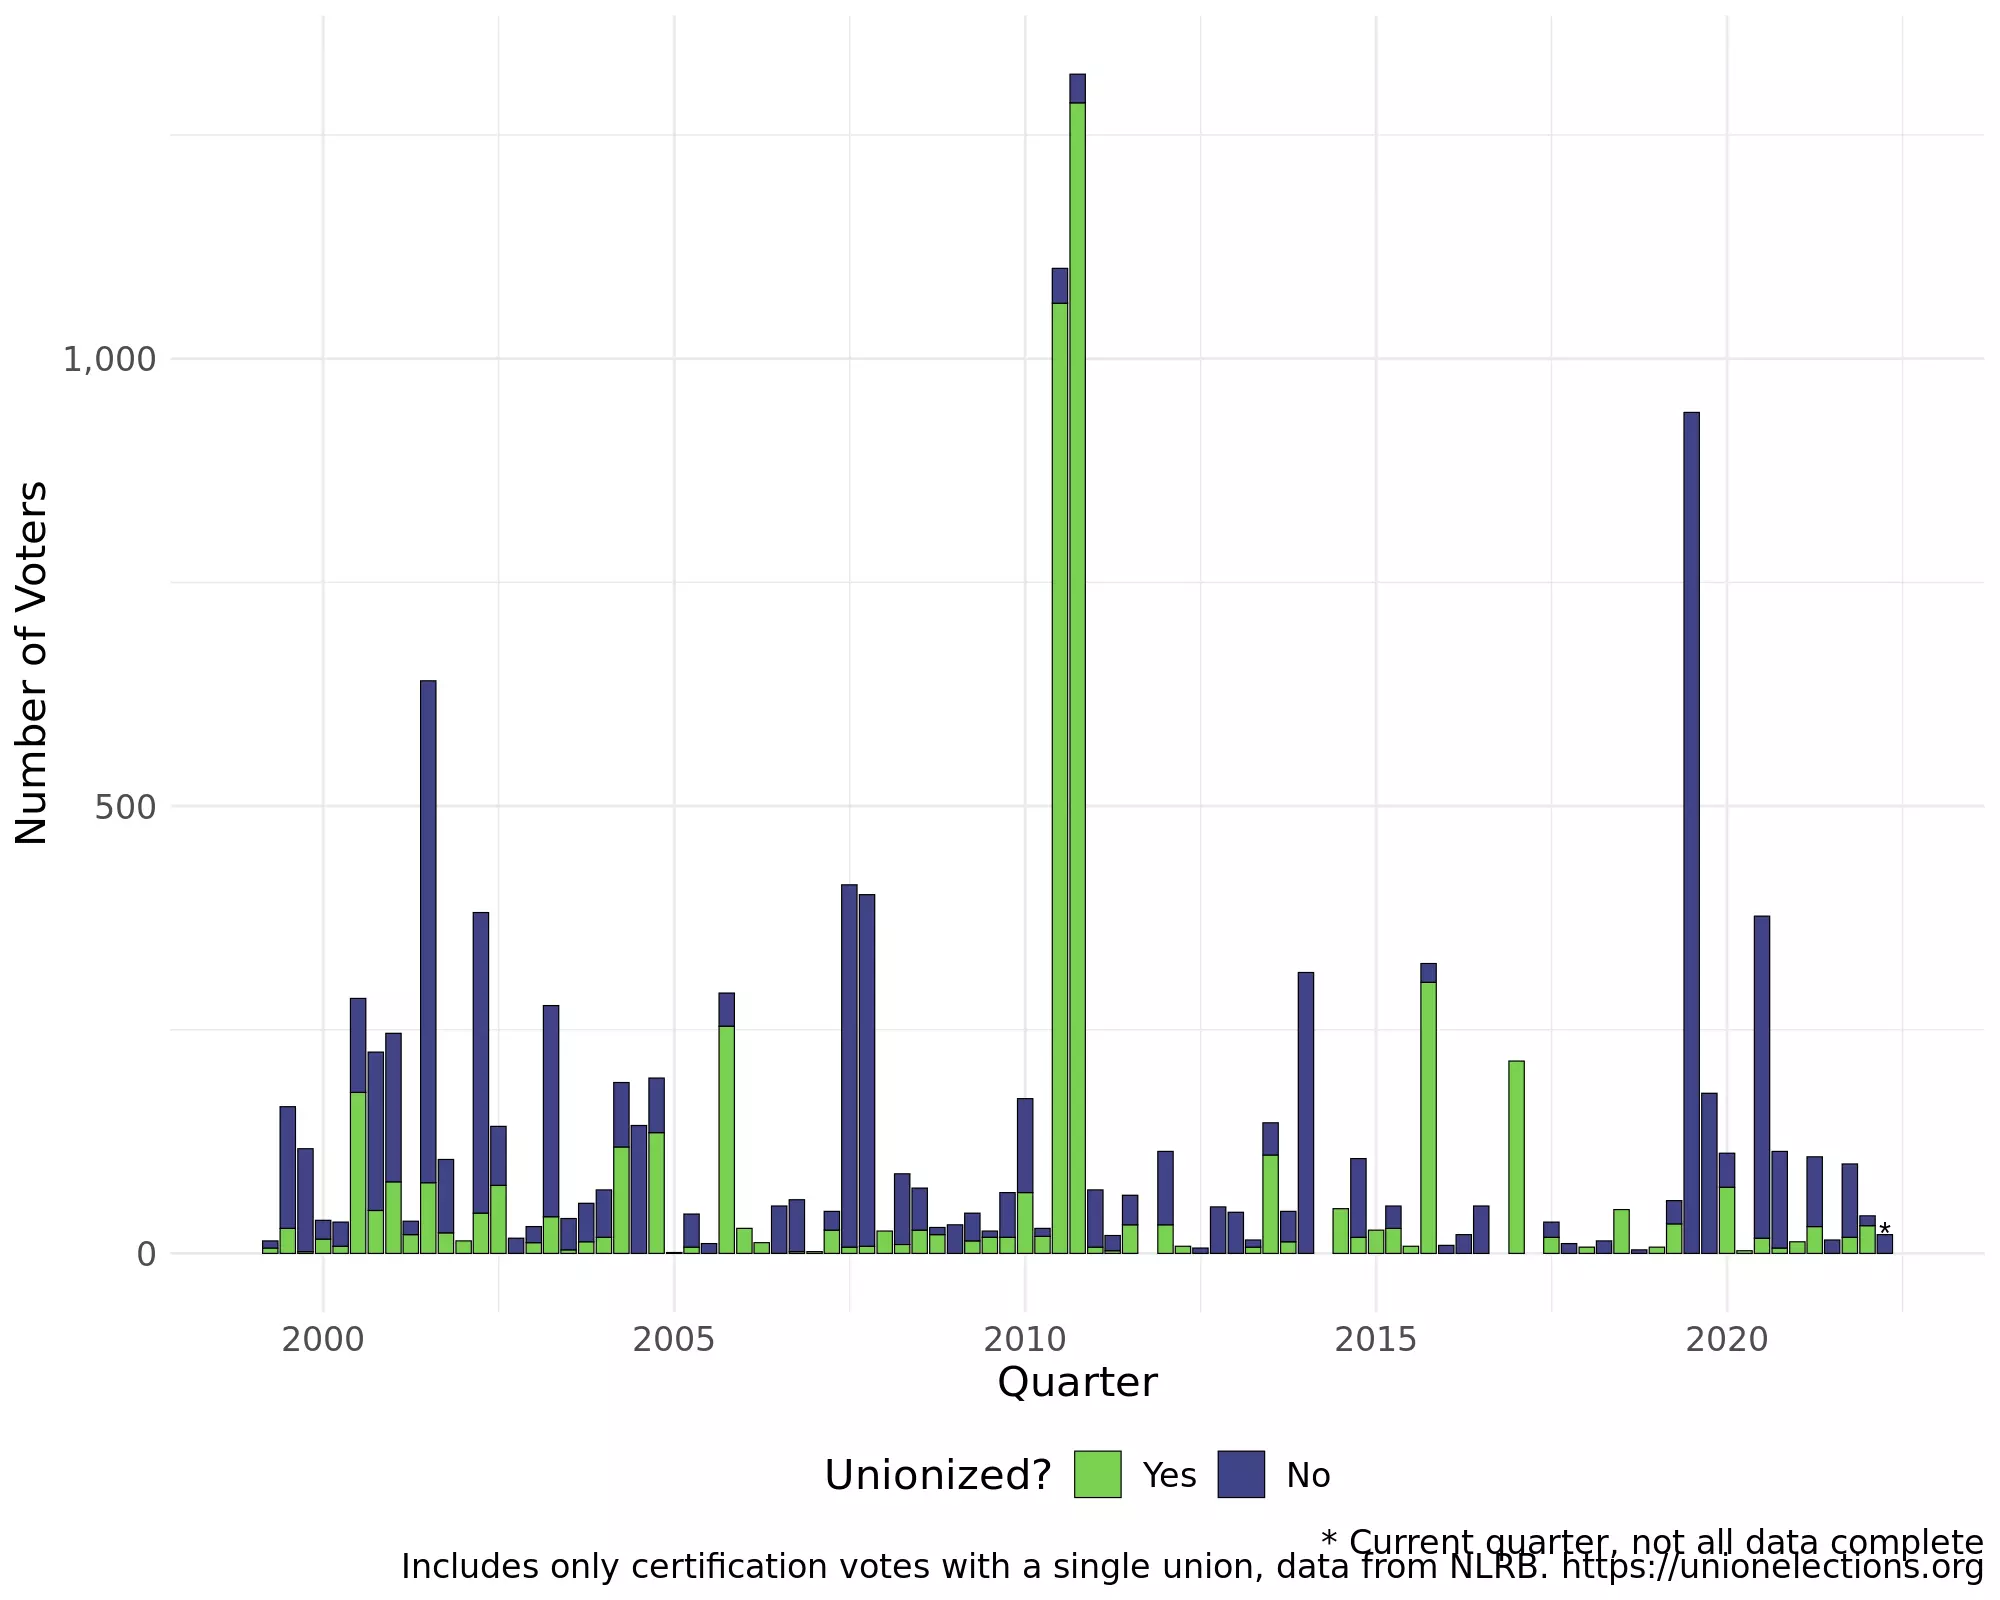 Number of Voters
1,000
500
0
*
2000 2005 2010 2015 2020
Quarter
Unionized? Yes No
* Current quarter, not all data complete
Includes only certification votes with a single union, data from NLRB. https://unionelections.org